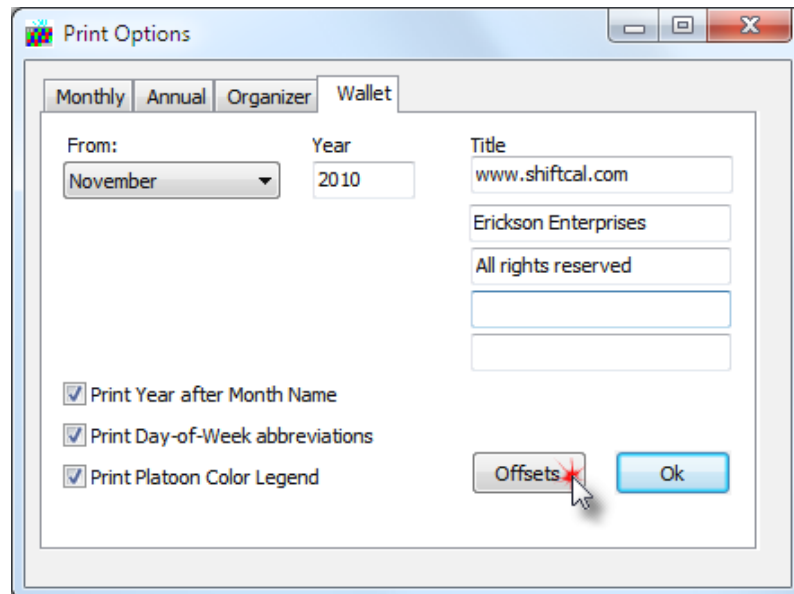 Print Options
Monthly Annual Organizer Wallet
From: Year Title
November 2010 www.shiftcal.com
Erickson Enterprises
All rights reserved
Print Year after Month Name
Print Day-of-Week abbreviations
Print Platoon Color Legend
Offsets Ok